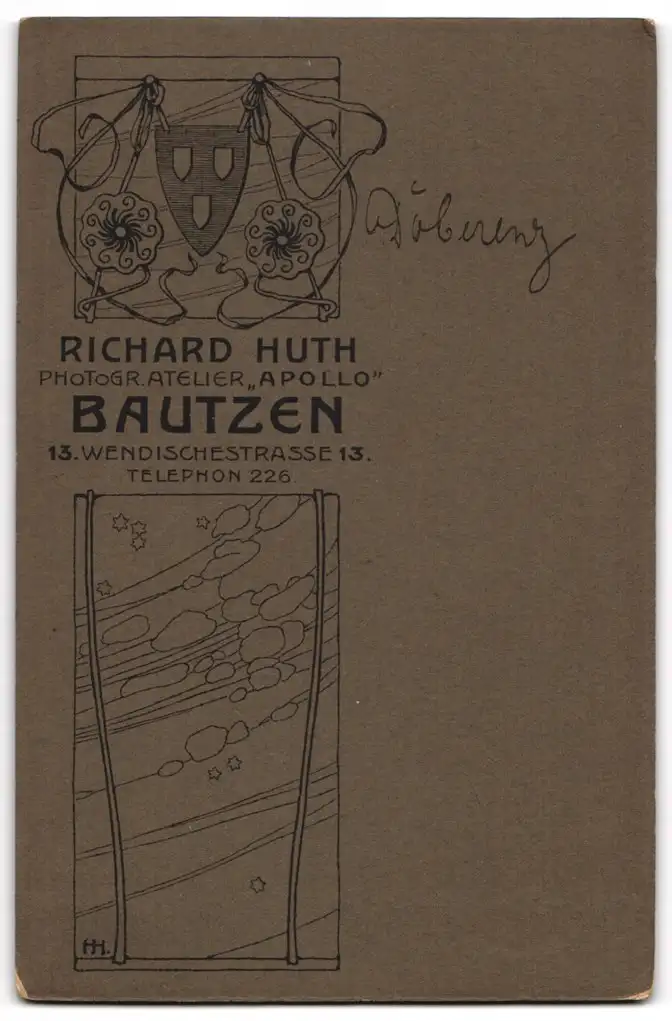 Döberenz
RICHARD HUTH
PHOTOGR. ATELIER „APOLLO"
BAUTZEN
13. WENDISCHESTRASSE 13.
TELEPHON 226.
HH.